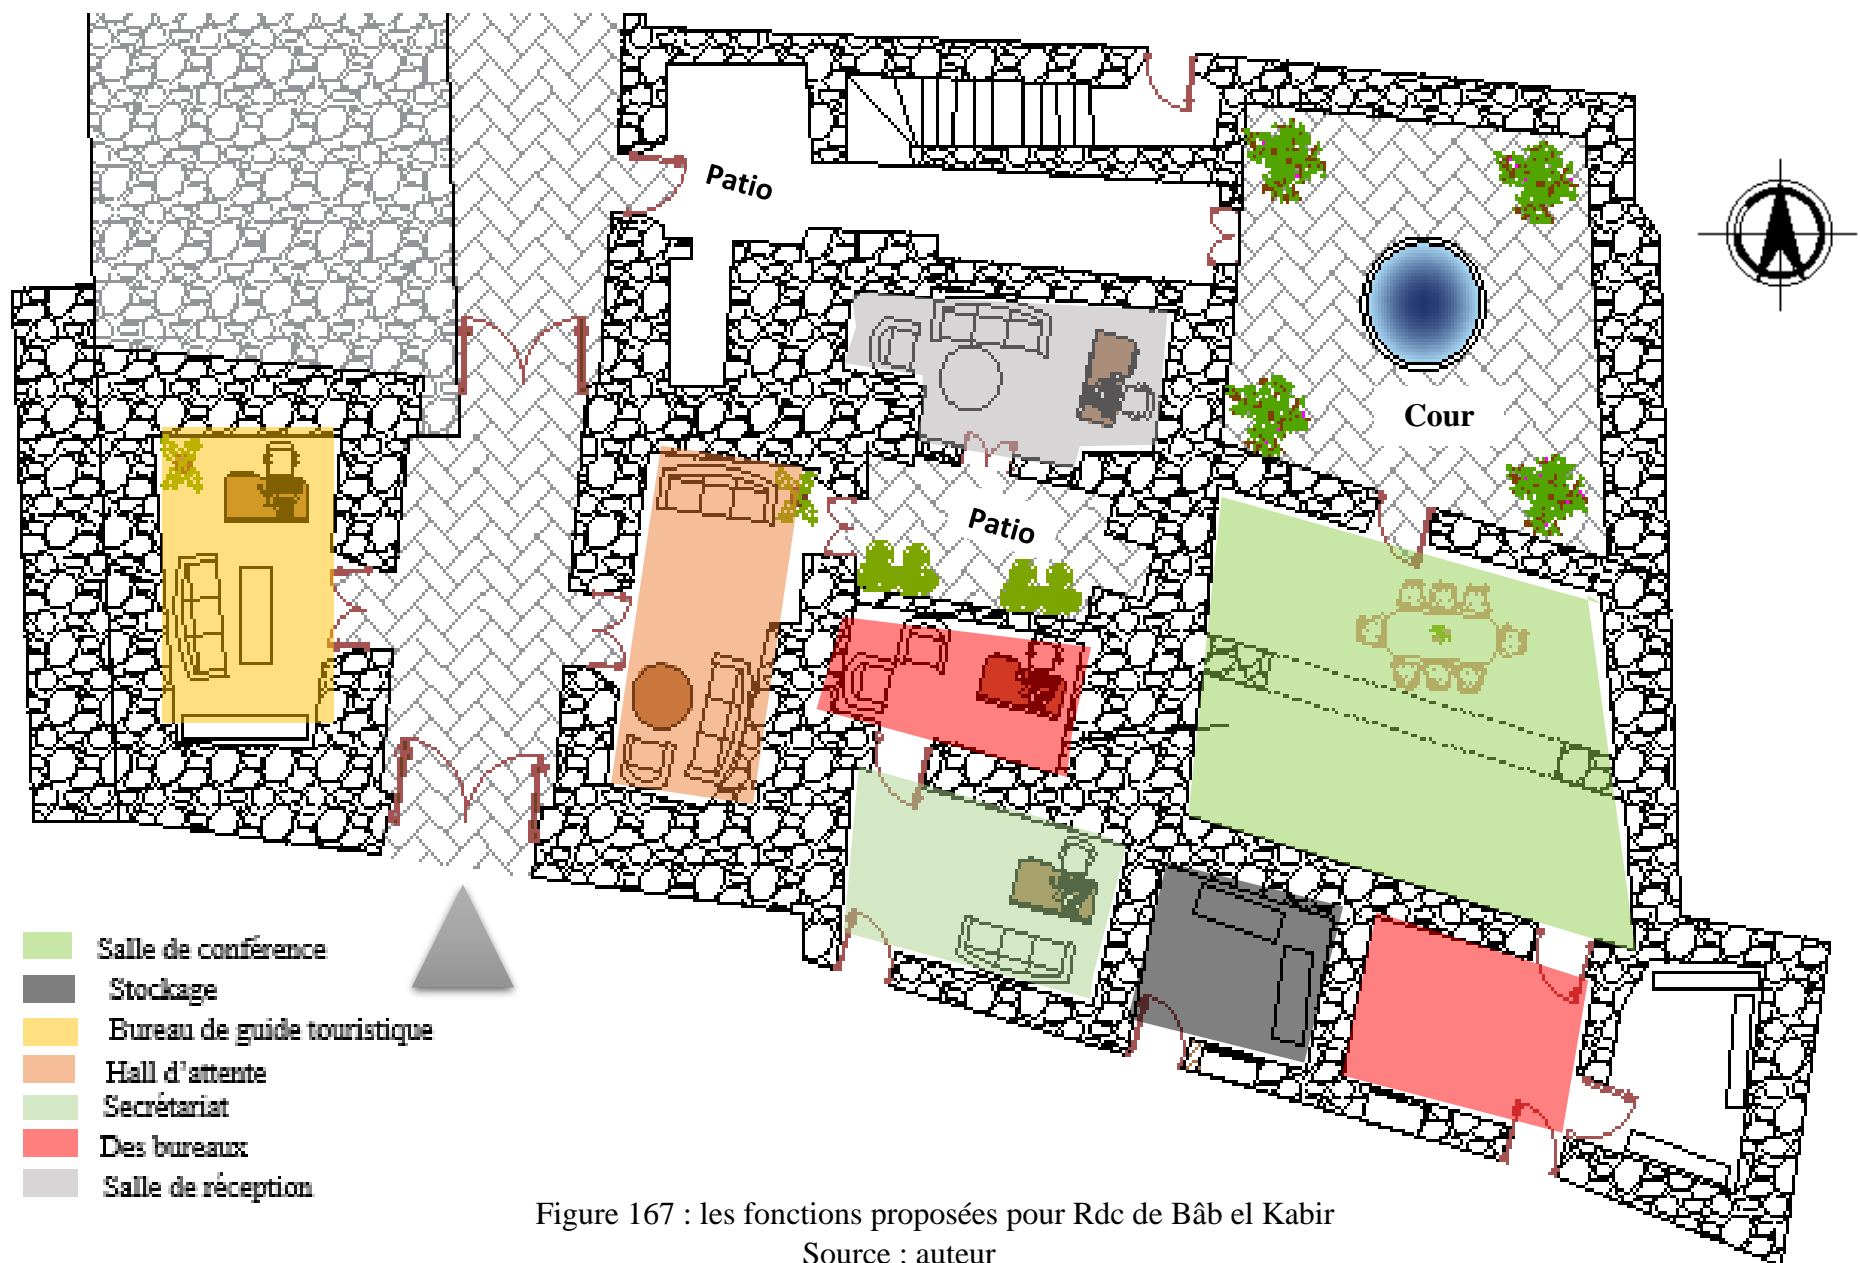 Patio
Cour
Patio
Salle de conférence
Stockage
Bureau de guide touristique
Hall d'attente
Secrétariat
Des bureaux
Salle de réception
Figure 167 : les fonctions proposées pour Rdc de Bâb el Kabir
Source : auteur